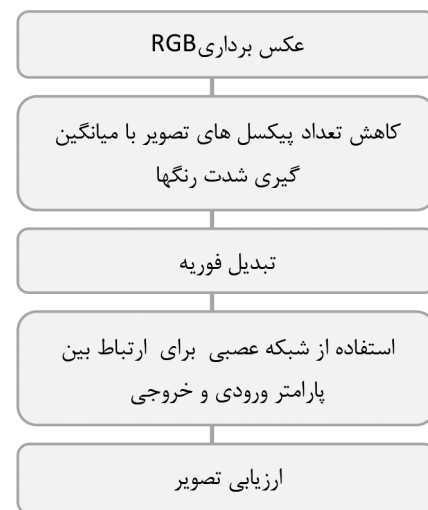 عکس برداریRGB
کاهش تعداد پیکسل های تصویر با میانگین
گیری شدت رنگها
تبدیل فوریه
استفاده از شبکه عصبی برای ارتباط بین
پارامتر ورودی و خروجی
ارزیابی تصویر